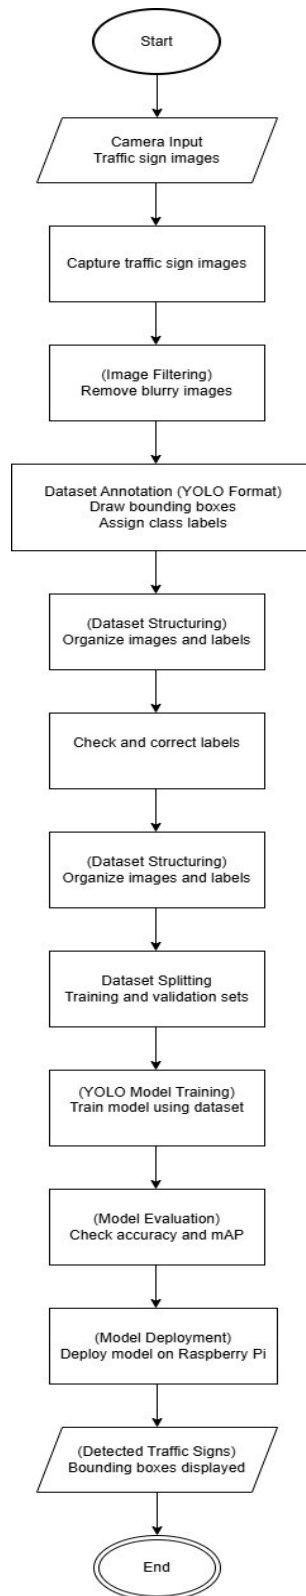 Start
Camera Input
Traffic sign images
Capture traffic sign images
(Image Filtering)
Remove blurry images
Dataset Annotation (YOLO Format)
Draw bounding boxes
Assign class labels
(Dataset Structuring)
Organize images and labels
Check and correct labels
(Dataset Structuring)
Organize images and labels
Dataset Splitting
Training and validation sets
(YOLO Model Training)
Train model using dataset
(Model Evaluation)
Check accuracy and mAP
(Model Deployment)
Deploy model on Raspberry Pi
(Detected Traffic Signs)
Bounding boxes displayed
End